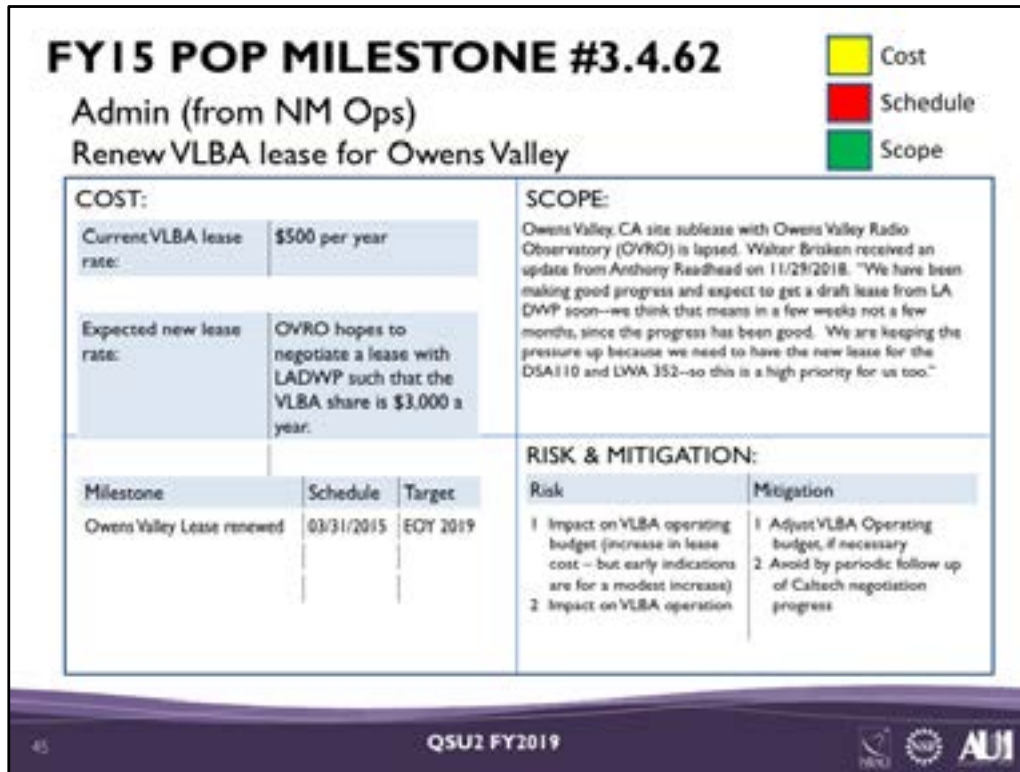 FY15 POP MILESTONE #3.4.62
Cost
Schedule
Scope
Admin (from NM Ops)
Renew VLBA lease for Owens Valley
COST:
Current VLBA lease
rate:
$500 per year
Expected new lease
rate:
OVRO hopes to
negotiate a lease with
LADWP such that the
VLBA share is $3,000 a
year.
Milestone Schedule Target
Owens Valley Lease renewed 03/31/2015 EOY 2019
SCOPE:
Owens Valley, CA site sublease with Owens Valley Radio
Observatory (OVRO) is lapsed. Walter Brisken received an
update from Anthony Readhead on 11/29/2018. "We have been
making good progress and expect to get a draft lease from LA
DWP soon--we think that means in a few weeks not a few
months, since the progress has been good. We are keeping the
pressure up because we need to have the new lease for the
DSA110 and LWA 352--so this is a high priority for us too."
RISK & MITIGATION:
Risk
1 Impact on VLBA operating
budget (increase in lease
cost – but early indications
are for a modest increase)
2 Impact on VLBA operation
Mitigation
1 Adjust VLBA Operating
budget, if necessary
2 Avoid by periodic follow up
of Caltech negotiation
progress
45
QSU2 FY2019
NRAO
NSF
AUI